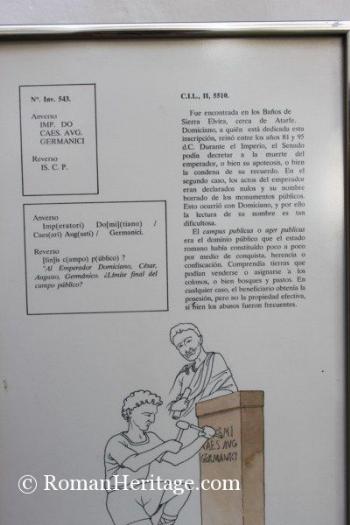 Nº. Inv. 543.
Anverso
IMP. DO
CAES. AVG.
GERMANICI
Reverso
IS. C. P.
Anverso
Imp(eratori) Do[mi](tiano) /
Caes(ari) Aug(usti) / Germanici.
Reverso
[fin]is c(ampo) p(úblico) ?
"Al Emperador Domiciano, César,
Augusto, Germánico. ¿Límite final del
campo público?
C.I.L., II, 5510.
Fue encontrada en los Baños de
Sierra Elvira, cerca de Atarfe.
Domiciano, a quién está dedicada esta
inscripción, reinó entre los años 81 y 95
d.C. Durante el Imperio, el Senado
podía decretar a la muerte del
emperador, o bien su apoteosis, o bien
la condena de su recuerdo. En el
segundo caso, los actos del emperador
eran declarados nulos y su nombre
borrado de los monumentos públicos.
Esto ocurrió con Domiciano, y por ello
la lectura de su nombre es tan
dificultosa.
El campus publicus o ager publicus
era el dominio público que el estado
romano había constituido poco a poco
por medio de conquista, herencia o
confiscación. Comprendía tierras que
podían venderse o asignarse a los
colonos, o bien bosques y pastos. En
cualquier caso, el beneficiario obtenía la
posesión, pero no la propiedad efectiva,
si bien los abusos fueron frecuentes.
CAES AVG
GERMANICI
© RomanHeritage.com